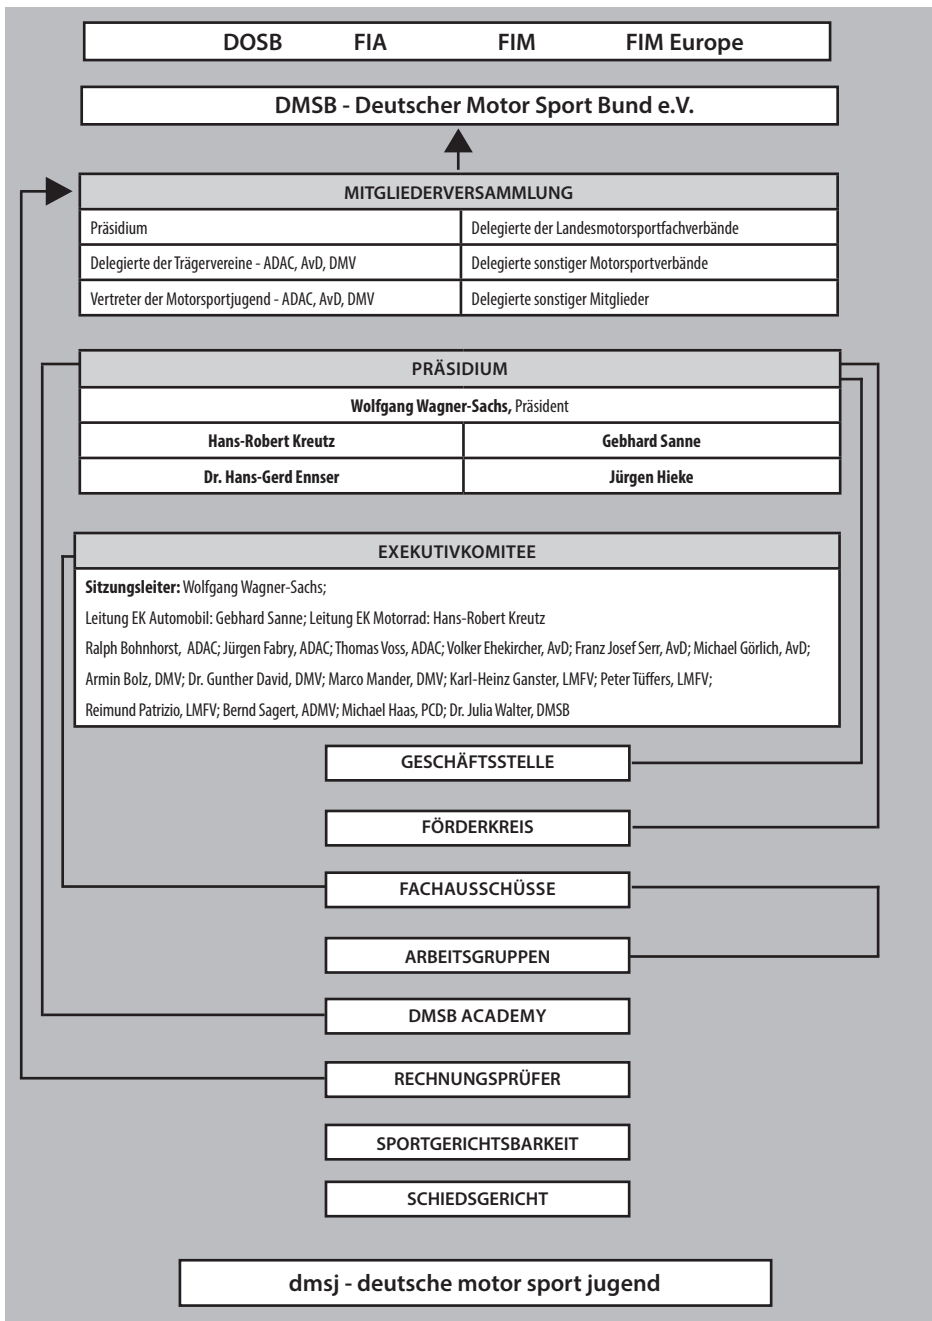 DOSB FIA FIM FIM Europe
DMSB - Deutscher Motor Sport Bund e.V.
MITGLIEDERVERSAMMLUNG
Präsidium Delegierte der Landesmotorsportfachverbände
Delegierte der Trägervereine - ADAC, AvD, DMV Delegierte sonstiger Motorsportverbände
Vertreter der Motorsportjugend - ADAC, AvD, DMV Delegierte sonstiger Mitglieder
PRÄSIDIUM
Wolfgang Wagner-Sachs, Präsident
Hans-Robert Kreutz Gebhard Sanne
Dr. Hans-Gerd Ennser Jürgen Hieke
EXEKUTIVKOMITEE
Sitzungsleiter: Wolfgang Wagner-Sachs;
Leitung EK Automobil: Gebhard Sanne; Leitung EK Motorrad: Hans-Robert Kreutz
Ralph Bohnhorst, ADAC; Jürgen Fabry, ADAC; Thomas Voss, ADAC; Volker Ehekircher, AvD; Franz Josef Serr, AvD; Michael Görlich, AvD;
Armin Bolz, DMV; Dr. Gunther David, DMV; Marco Mander, DMV; Karl-Heinz Ganster, LMFV; Peter Tüffers, LMFV;
Reimund Patrizio, LMFV; Bernd Sagert, ADMV; Michael Haas, PCD; Dr. Julia Walter, DMSB
GESCHÄFTSSTELLE
FÖRDERKREIS
FACHAUSSCHÜSSE
ARBEITSGRUPPEN
DMSB ACADEMY
RECHNUNGSPRÜFER
SPORTGERICHTSBARKEIT
SCHIEDSGERICHT
dmsj - deutsche motor sport jugend